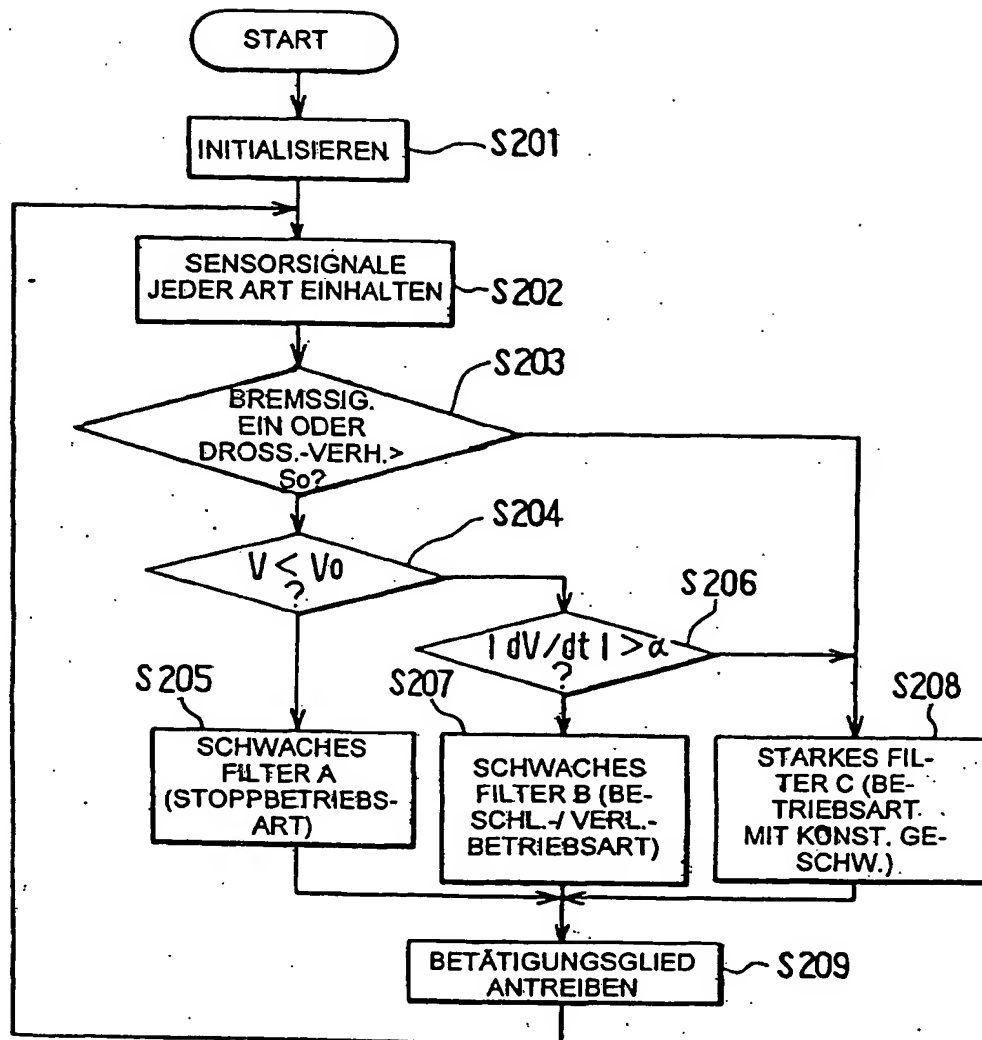 START
INITIALISIEREN
S201
SENSORSIGNALE
JEDER ART EINHALTEN
S202
S203
BREMSSIG.
EIN ODER
DROSS.-VERH.>
So?
S204
V < Vo
?
S206
| dV/dt | > α
?
S205
SCHWACHES
FILTER A
(STOPPBETRIEBS-
ART)
S207
SCHWACHES
FILTER B (BE-
SCHL.-/ VERL.-
BETRIEBSART)
S208
STARKES FIL-
TER C (BE-
TRIEBSART
MIT KONST. GE-
SCHW.)
BETÄTIGUNGSGLIED
ANTREIBEN
S209